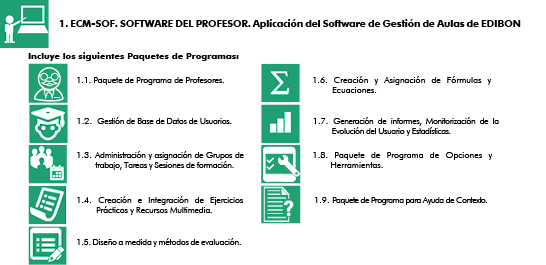 1. ECM-SOF. SOFTWARE DEL PROFESOR. Aplicación del Software de Gestión de Aulas de EDIBON
Incluye los siguientes Paquetes de Programas:
1.1. Paquete de Programa de Profesores.
1.2. Gestión de Base de Datos de Usuarios.
1.3. Administración y asignación de Grupos de
trabajo, Tareas y Sesiones de formación.
1.4. Creación e Integración de Ejercicios
Prácticos y Recursos Multimedia.
1.5. Diseño a medida y métodos de evaluación.
Σ
1.6. Creación y Asignación de Fórmulas y
Ecuaciones.
1.7. Generación de informes, Monitorización de la
Evolución del Usuario y Estadísticas.
1.8. Paquete de Programa de Opciones y
Herramientas.
?
1.9. Paquete de Programa para Ayuda de Contexto.